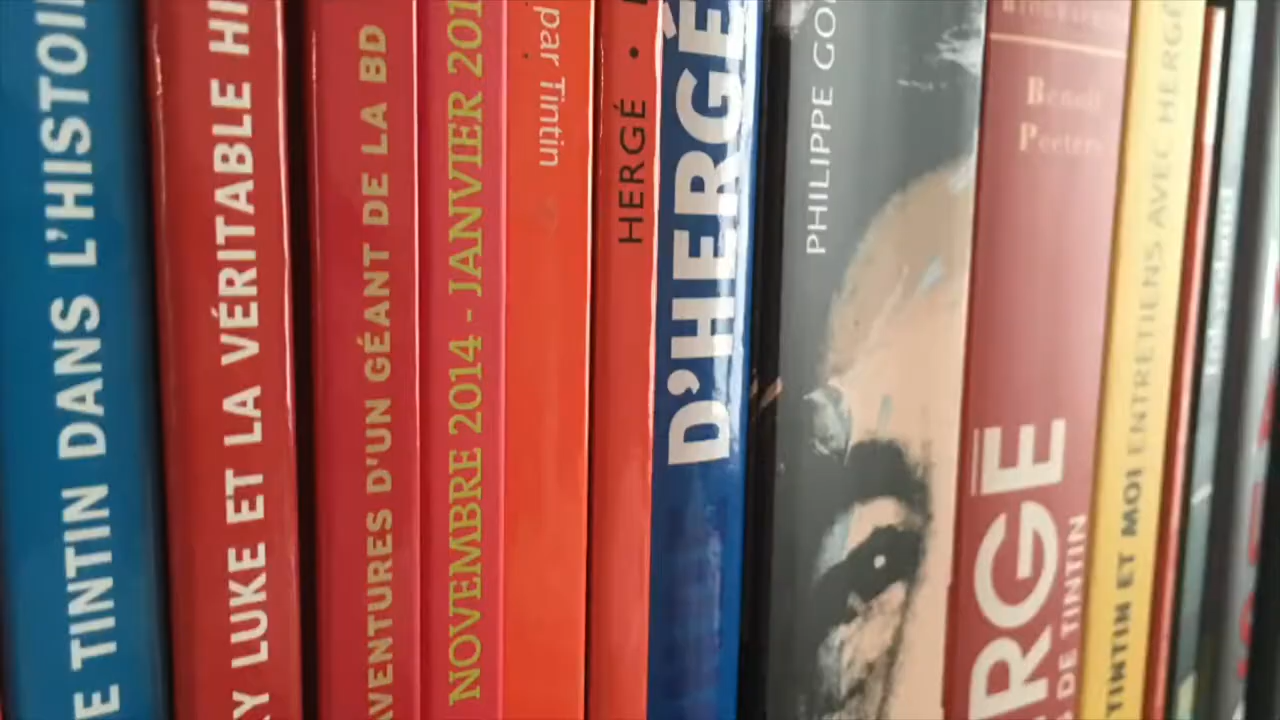 E TINTIN DANS L'HISTOI
Y LUKE ET LA VÉRITABLE HI
AVENTURES D'UN GÉANT DE LA BD
NOVEMBRE 2014 - JANVIER 201
par Tintin
HERGÉ •
D'HERGÉ
PHILIPPE GO
Benoît
Peeters
RGÉ
DE TINTIN
TINTIN ET MOI ENTRETIENS AVEC HERGÉ